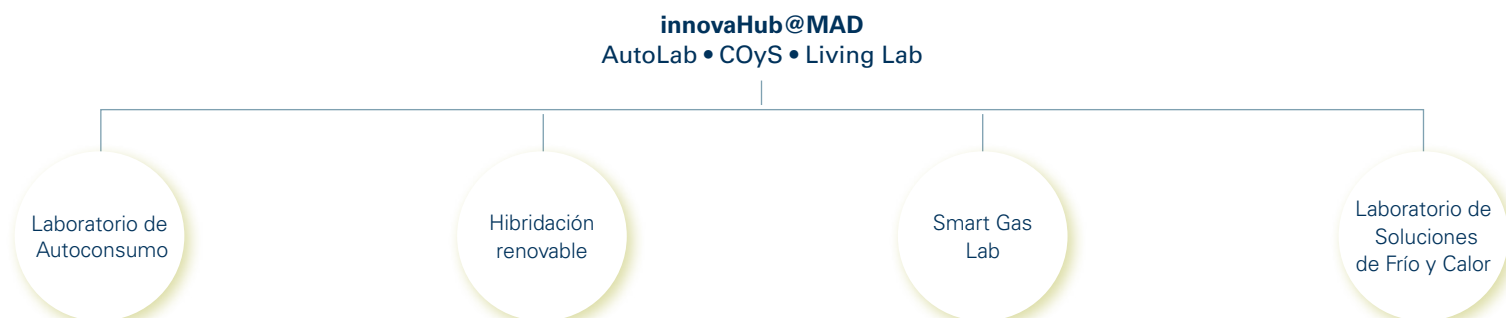 innovaHub@MAD
AutoLab • COyS • Living Lab
Laboratorio de
Autoconsumo
Hibridación
renovable
Smart Gas
Lab
Laboratorio de
Soluciones
de Frío y Calor